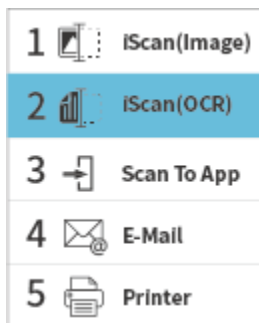 1 iScan(Image)
2 iScan(OCR)
3 Scan To App
4 @ E-Mail
5 Printer